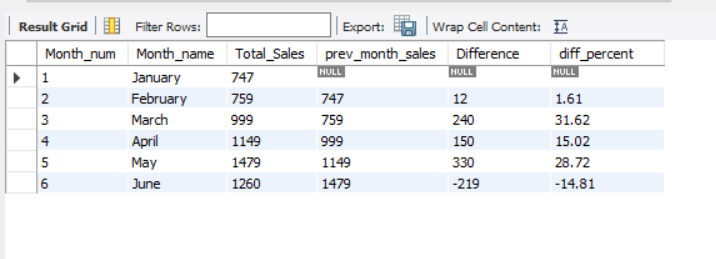 Result Grid Filter Rows: Export: Wrap Cell Content:
Month_num Month_name Total_Sales prev_month_sales Difference diff_percent
1 January 747 NULL NULL NULL
2 February 759 747 12 1.61
3 March 999 759 240 31.62
4 April 1149 999 150 15.02
5 May 1479 1149 330 28.72
6 June 1260 1479 -219 -14.81